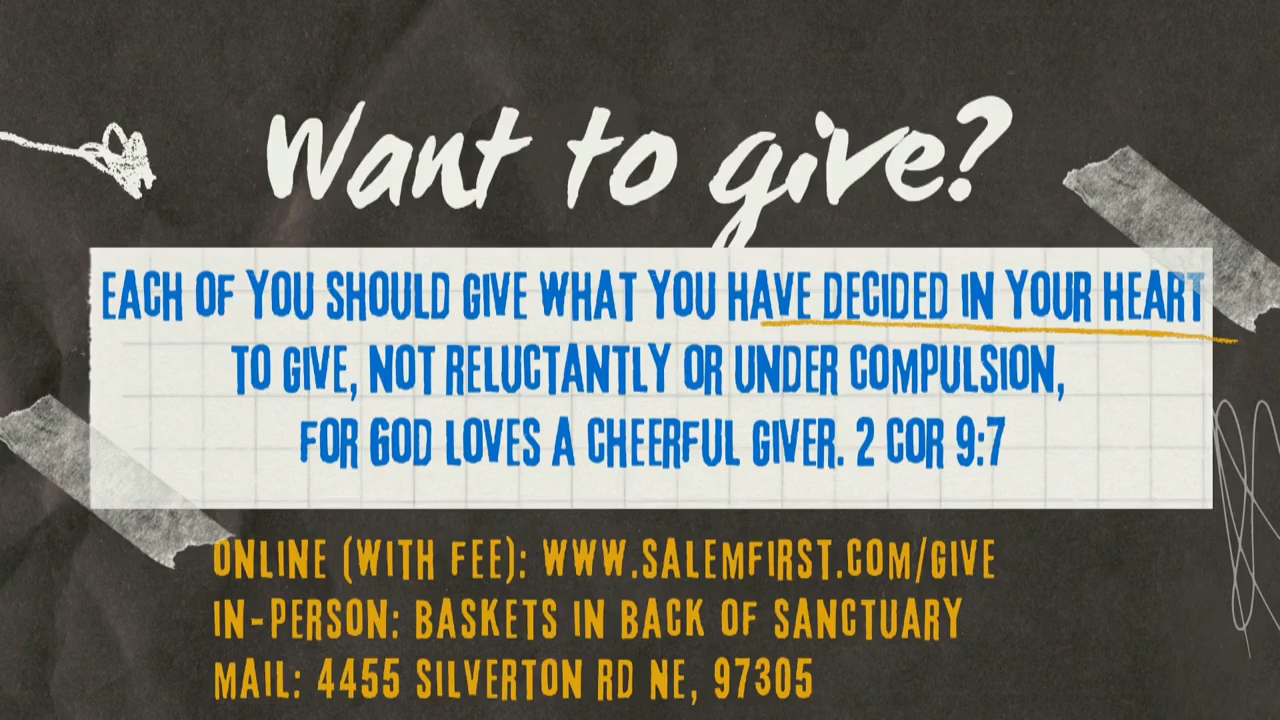 Want to give?
EACH OF YOU SHOULD GIVE WHAT YOU HAVE DECIDED IN YOUR HEART
TO GIVE, NOT RELUCTANTLY OR UNDER COMPULSION,
FOR GOD LOVES A CHEERFUL GIVER. 2 COR 9:7
ONLINE (WITH FEE): WWW.SALEMFIRST.COM/GIVE
IN-PERSON: BASKETS IN BACK OF SANCTUARY
MAIL: 4455 SILVERTON RD NE, 97305